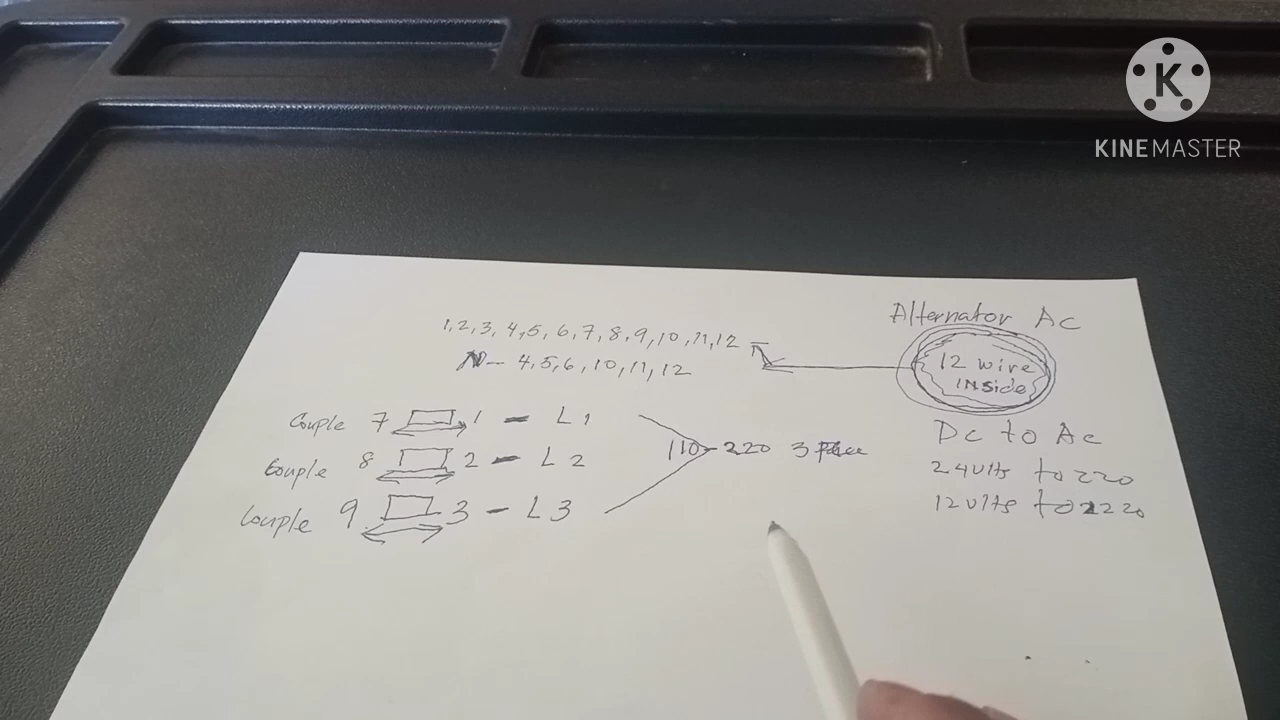 K
KINEMASTER
Alternator Ac
12 wire
INside
1,2,3,4,5,6,7,8,9,10,11,12
N - 4,5,6,10,11,12
Couple 7 1 - L1
Couple 8 2 - L2
Couple 9 3 - L3
110-220 3
Dc to Ac
24Vlts to 220
12Vlts to 220